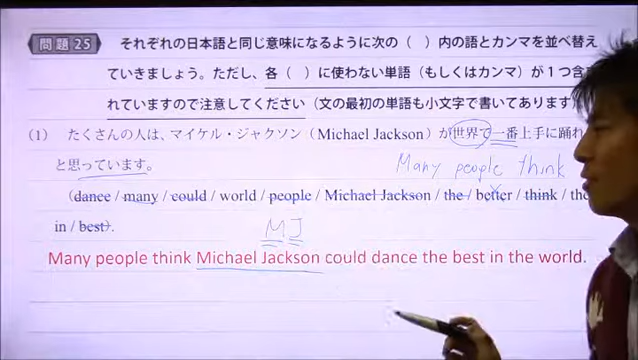 問題 25 それぞれの日本語と同じ意味になるように次の( )内の語とカンマを並べ替え
ていきましょう。ただし、各( )に使わない単語(もしくはカンマ)が1つ含
まれていますので注意してください(文の最初の単語も小文字で書いてあります)
(1) たくさんの人は、マイケル・ジャクソン(Michael Jackson)が世界で一番上手に踊れ
と思っています。
Many people think
(dance / many / could / world / people / Michael Jackson / the / better / think / the
in / best).
MJ
Many people think Michael Jackson could dance the best in the world.